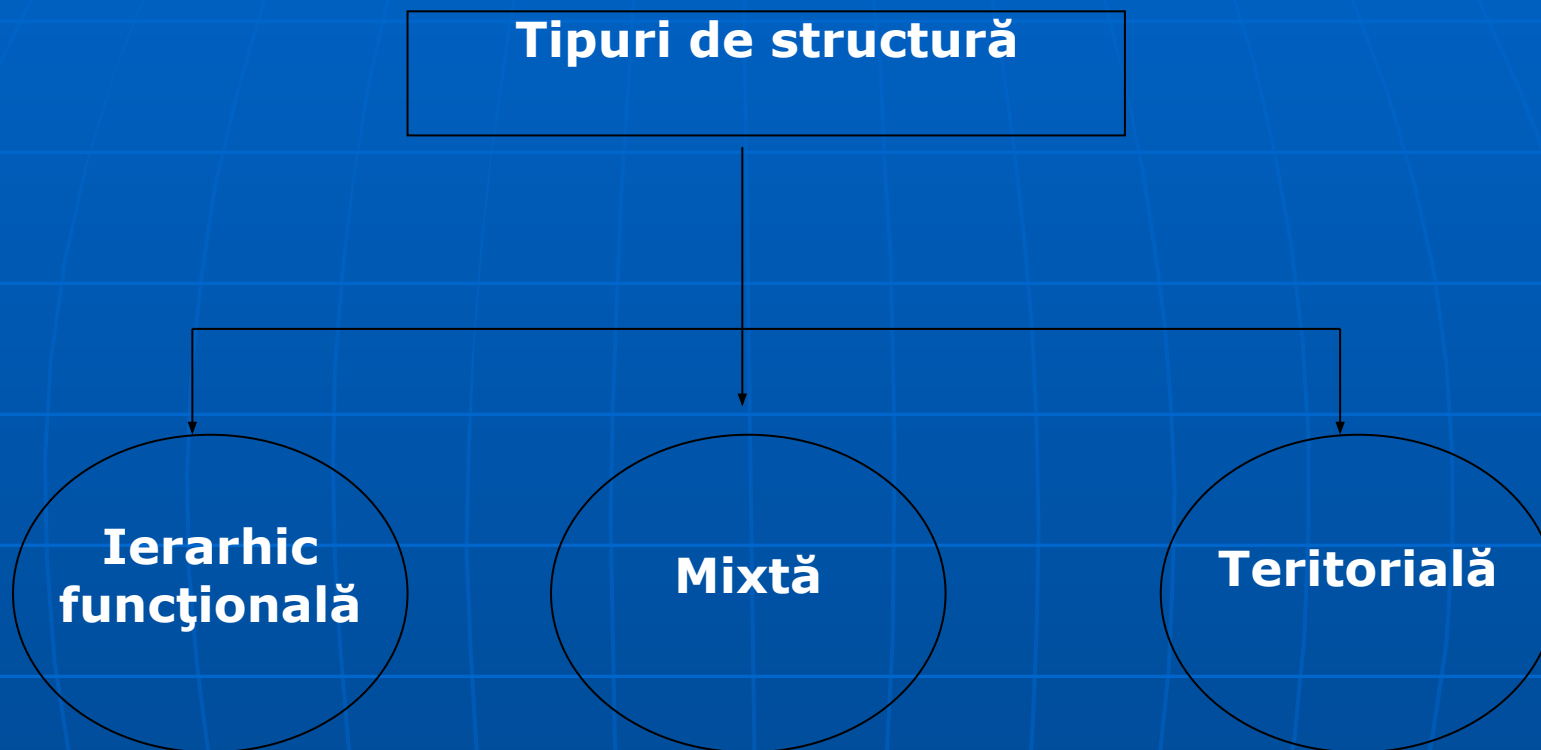 Tipuri de structură
Ierarhic
funcţională
Mixtă
Teritorială